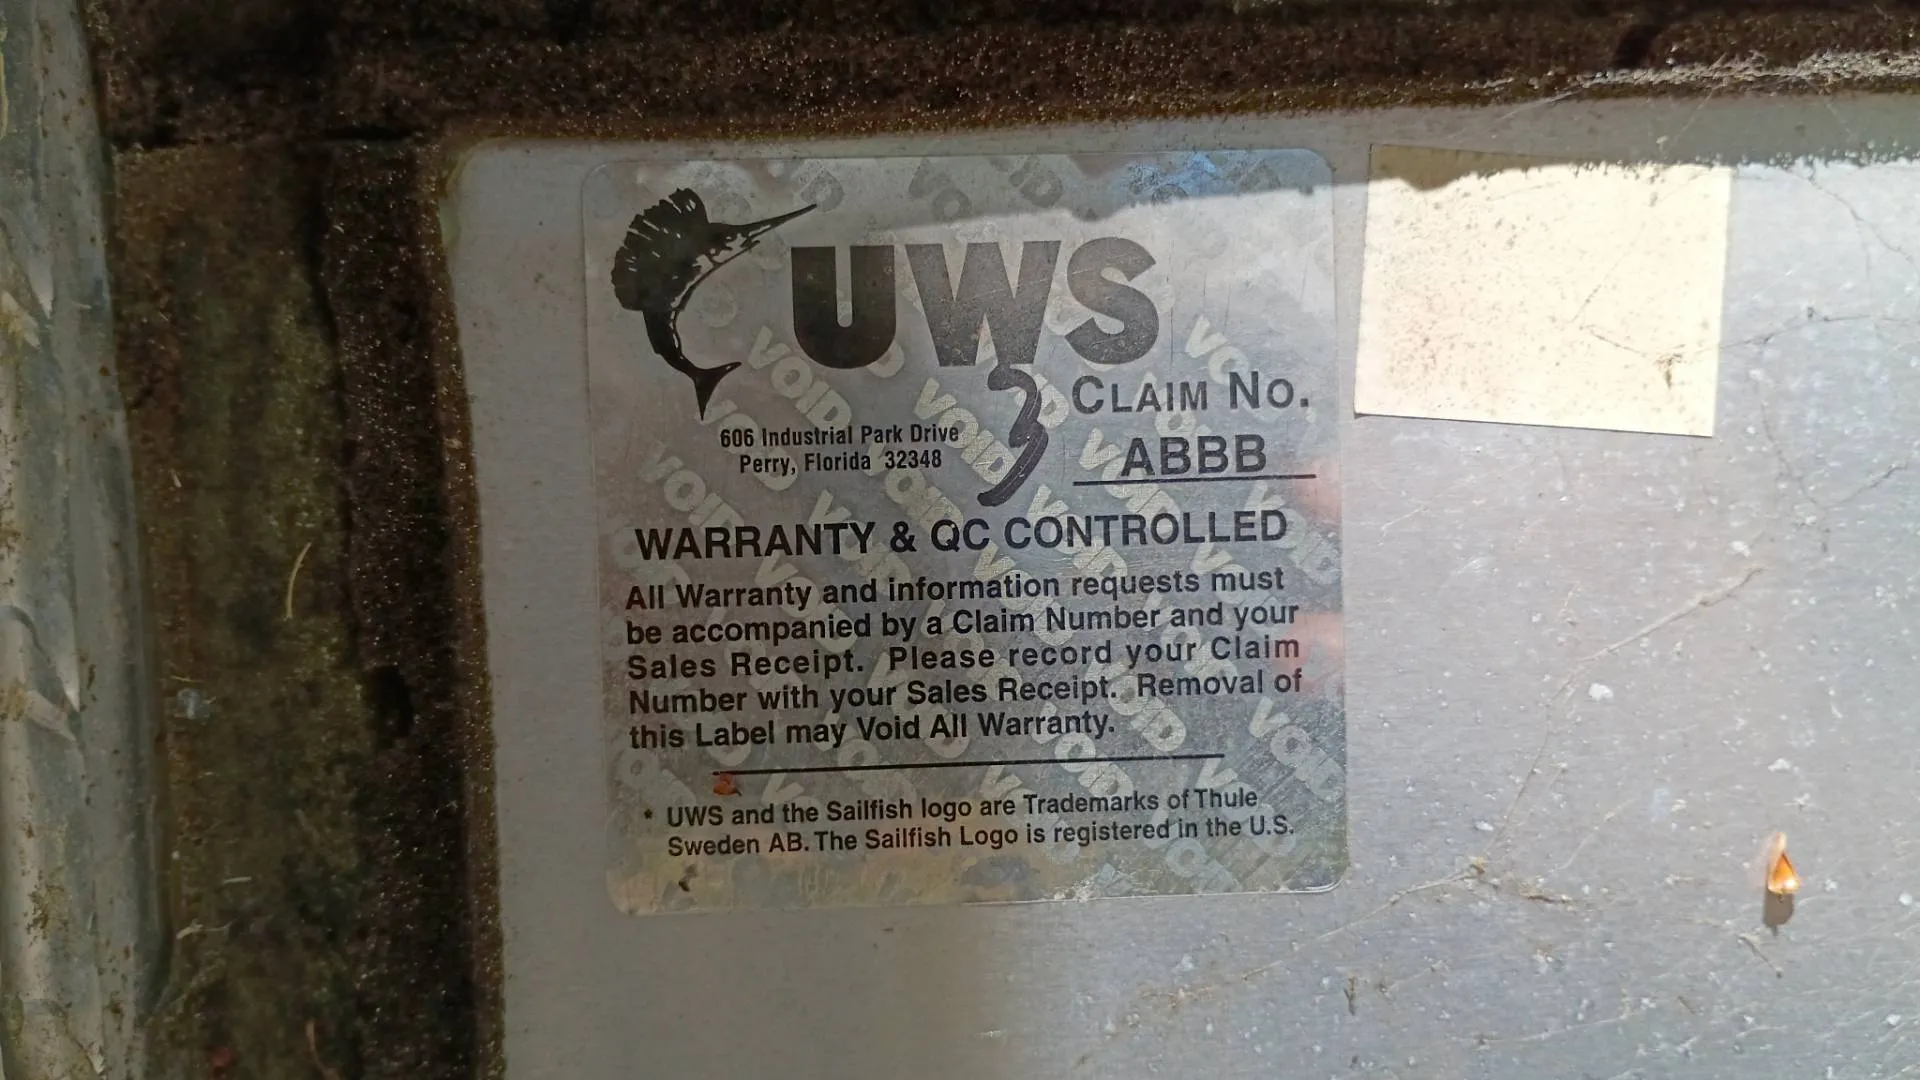 UWS
3
CLAIM NO.
ABBB
606 Industrial Park Drive
Perry, Florida 32348
WARRANTY & QC CONTROLLED
All Warranty and information requests must
be accompanied by a Claim Number and your
Sales Receipt. Please record your Claim
Number with your Sales Receipt. Removal of
this Label may Void All Warranty.
* UWS and the Sailfish logo are Trademarks of Thule
Sweden AB. The Sailfish Logo is registered in the U.S.
VOID